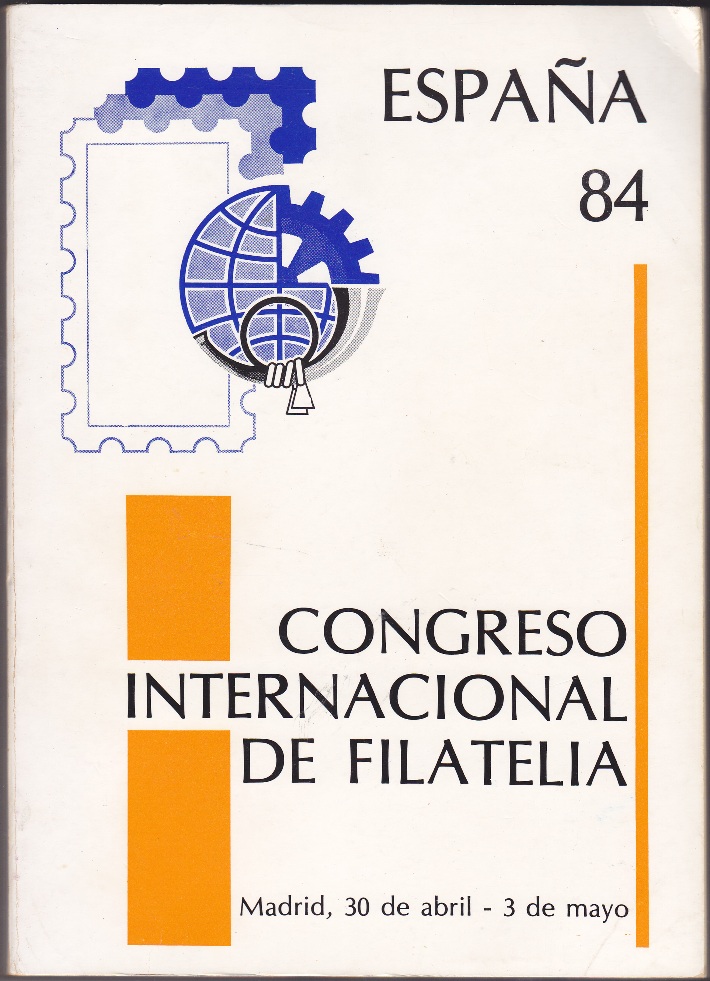 ESPAÑA
84
CONGRESO
INTERNACIONAL
DE FILATELIA
Madrid, 30 de abril - 3 de mayo